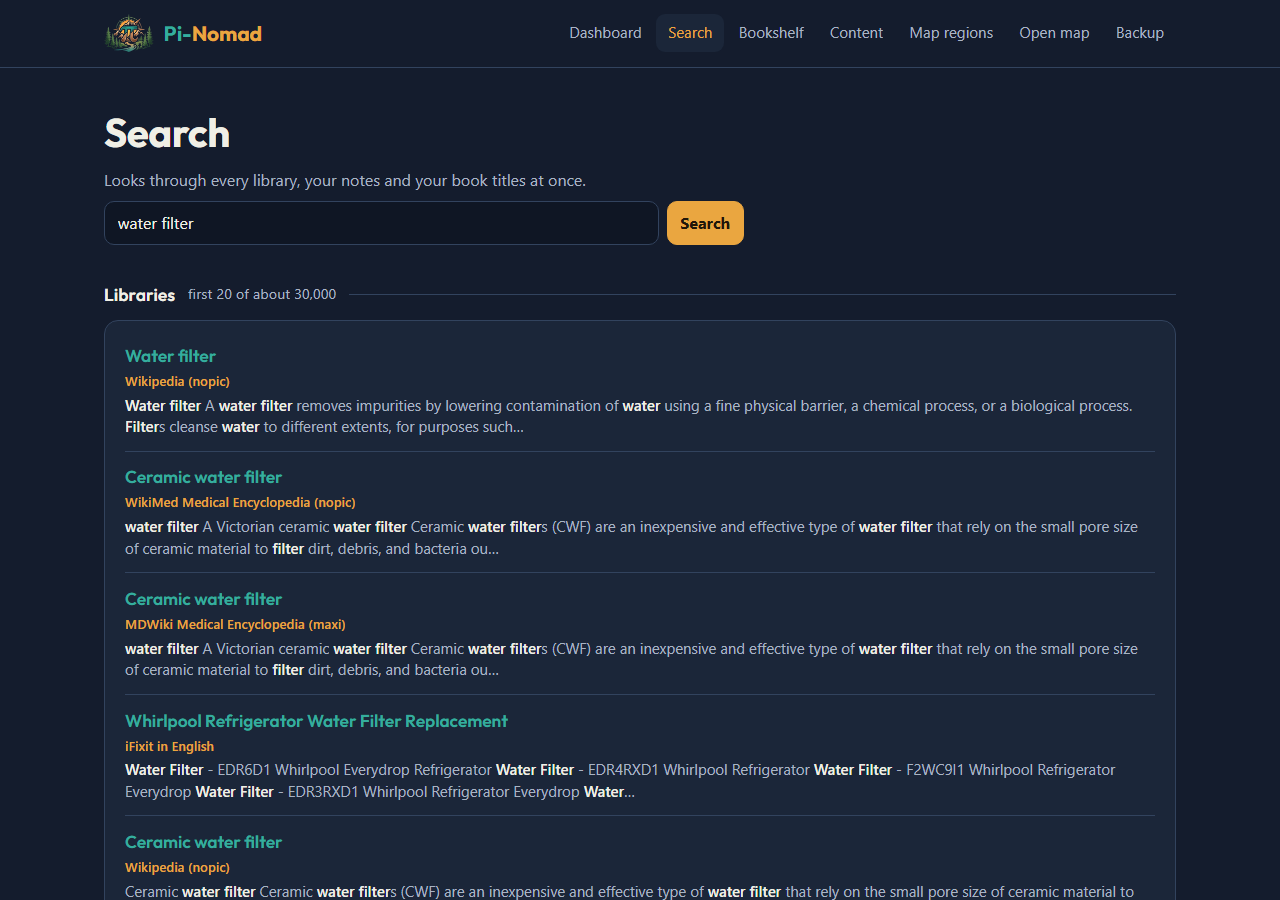 Pi-Nomad
Dashboard
Search
Bookshelf
Content
Map regions
Open map
Backup
Search
Looks through every library, your notes and your book titles at once.
water filter
Search
Libraries first 20 of about 30,000
Water filter
Wikipedia (nopic)
Water filter A water filter removes impurities by lowering contamination of water using a fine physical barrier, a chemical process, or a biological process.
Filters cleanse water to different extents, for purposes such...
Ceramic water filter
WikiMed Medical Encyclopedia (nopic)
water filter A Victorian ceramic water filter Ceramic water filters (CWF) are an inexpensive and effective type of water filter that rely on the small pore size
of ceramic material to filter dirt, debris, and bacteria ou...
Ceramic water filter
MDWiki Medical Encyclopedia (maxi)
water filter A Victorian ceramic water filter Ceramic water filters (CWF) are an inexpensive and effective type of water filter that rely on the small pore size
of ceramic material to filter dirt, debris, and bacteria ou...
Whirlpool Refrigerator Water Filter Replacement
iFixit in English
Water Filter - EDR6D1 Whirlpool Everydrop Refrigerator Water Filter - EDR4RXD1 Whirlpool Refrigerator Water Filter - F2WC9I1 Whirlpool Refrigerator
Everydrop Water Filter - EDR3RXD1 Whirlpool Refrigerator Everydrop Water...
Ceramic water filter
Wikipedia (nopic)
Ceramic water filter Ceramic water filters (CWF) are an inexpensive and effective type of water filter that rely on the small pore size of ceramic material to